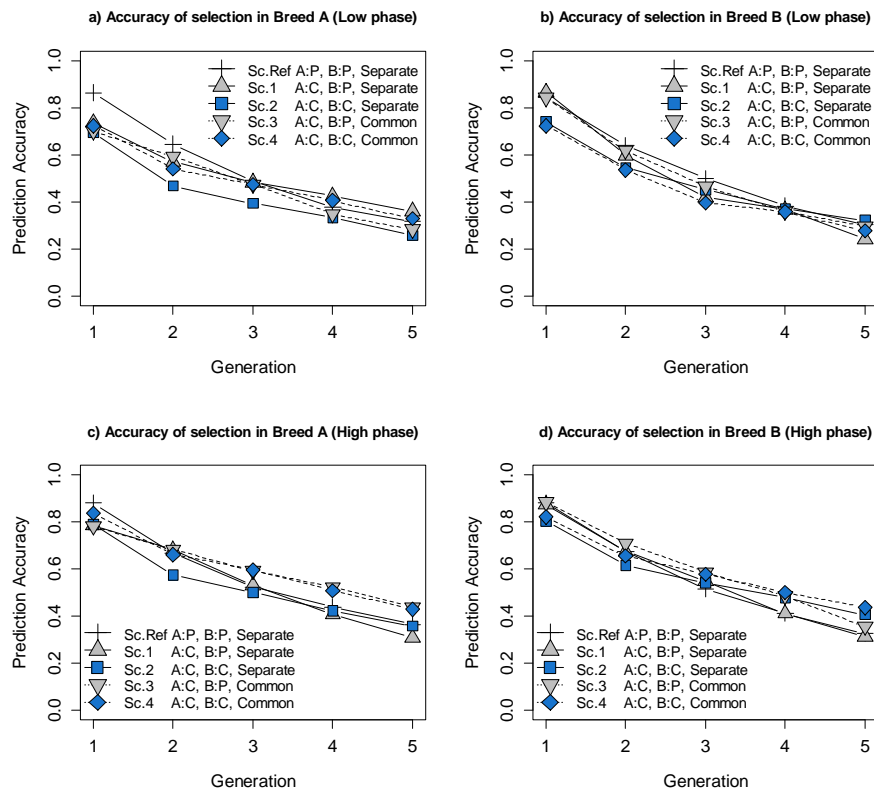 a) Accuracy of selection in Breed A (Low phase)
Prediction Accuracy
1.0
0.8
0.6
0.4
0.2
0.0
Sc.Ref A:P, B:P, Separate
Sc.1 A:C, B:P, Separate
Sc.2 A:C, B:C, Separate
Sc.3 A:C, B:P, Common
Sc.4 A:C, B:C, Common
1 2 3 4 5
Generation
b) Accuracy of selection in Breed B (Low phase)
Prediction Accuracy
1.0
0.8
0.6
0.4
0.2
0.0
Sc.Ref A:P, B:P, Separate
Sc.1 A:C, B:P, Separate
Sc.2 A:C, B:C, Separate
Sc.3 A:C, B:P, Common
Sc.4 A:C, B:C, Common
1 2 3 4 5
Generation
c) Accuracy of selection in Breed A (High phase)
Prediction Accuracy
1.0
0.8
0.6
0.4
0.2
0.0
Sc.Ref A:P, B:P, Separate
Sc.1 A:C, B:P, Separate
Sc.2 A:C, B:C, Separate
Sc.3 A:C, B:P, Common
Sc.4 A:C, B:C, Common
1 2 3 4 5
Generation
d) Accuracy of selection in Breed B (High phase)
Prediction Accuracy
1.0
0.8
0.6
0.4
0.2
0.0
Sc.Ref A:P, B:P, Separate
Sc.1 A:C, B:P, Separate
Sc.2 A:C, B:C, Separate
Sc.3 A:C, B:P, Common
Sc.4 A:C, B:C, Common
1 2 3 4 5
Generation